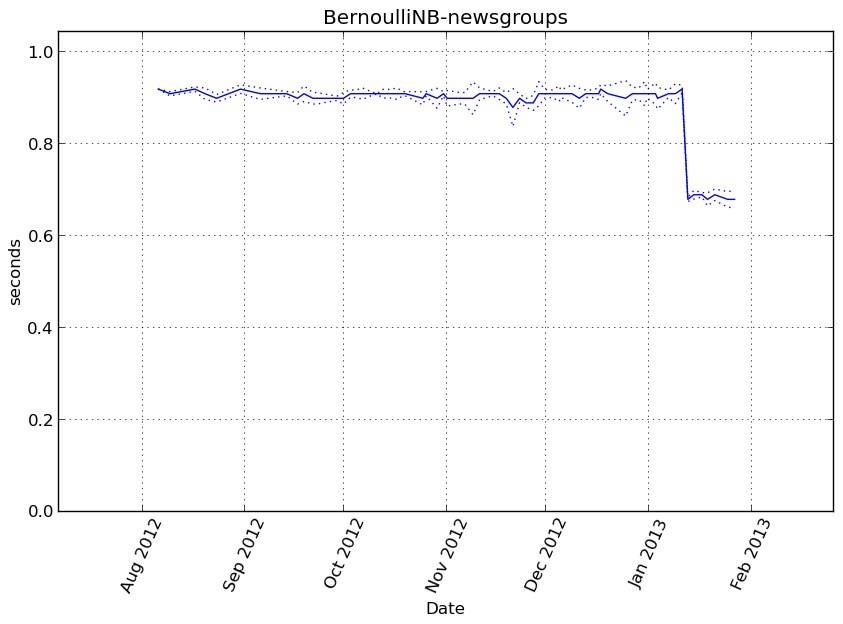 BernoulliNB-newsgroups
1.0
0.8
0.6
0.4
0.2
0.0
seconds
Aug 2012
Sep 2012
Oct 2012
Nov 2012
Dec 2012
Jan 2013
Feb 2013
Date